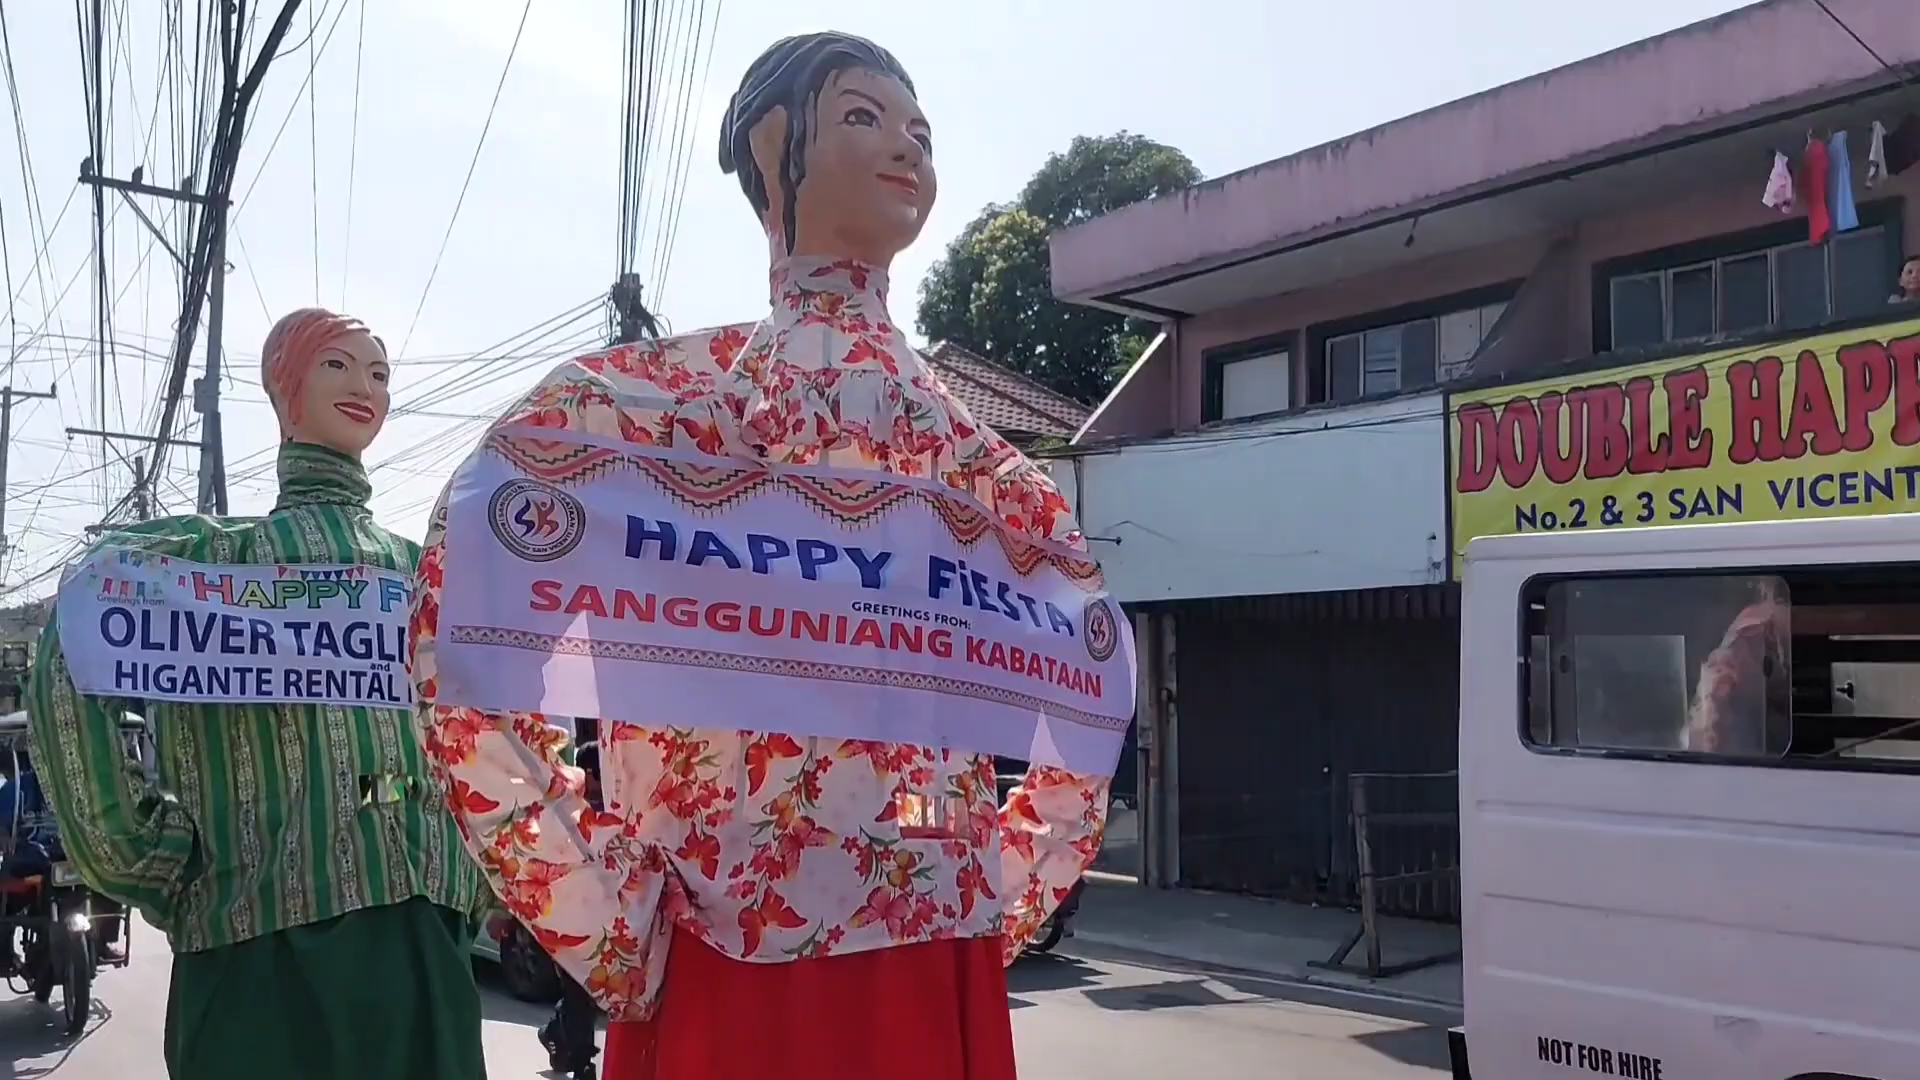 HAPPY FiESTA
GREETINGS FROM:
SANGGUNIANG KABATAAN
HAPPY F
Greetings from
OLIVER TAGLI
and
HIGANTE RENTAL
DOUBLE HAPP
No.2 & 3 SAN VICENT
NOT FOR HIRE